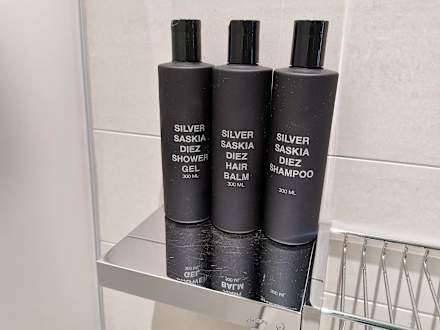 SILVER
SASKIA
DIEZ
SHOWER
GEL
300 ML
SILVER
SASKIA
DIEZ
HAIR
BALM
300 ML
SILVER
SASKIA
DIEZ
SHAMPOO
300 ML